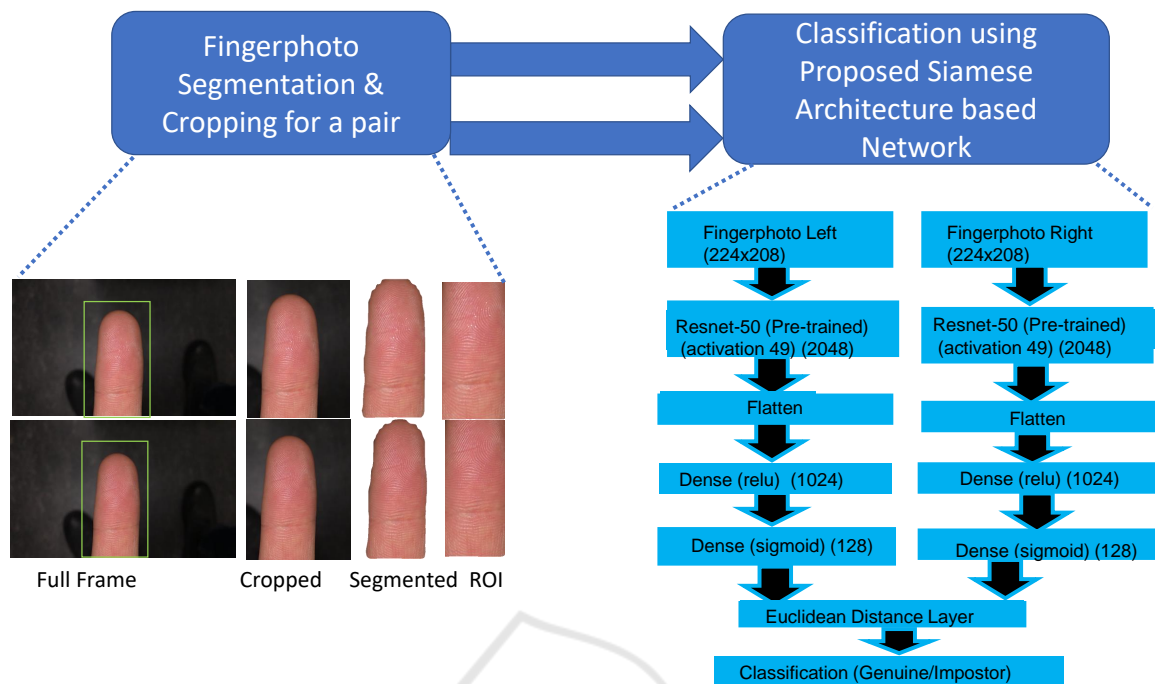 Fingerphoto
Segmentation &
Cropping for a pair
Classification using
Proposed Siamese
Architecture based
Network
Full Frame
Cropped
Segmented
ROI
Fingerphoto Left
(224x208)
Resnet-50 (Pre-trained)
(activation 49) (2048)
Flatten
Dense (relu) (1024)
Dense (sigmoid) (128)
Fingerphoto Right
(224x208)
Resnet-50 (Pre-trained)
(activation 49) (2048)
Flatten
Dense (relu) (1024)
Dense (sigmoid) (128)
Euclidean Distance Layer
Classification (Genuine/Impostor)